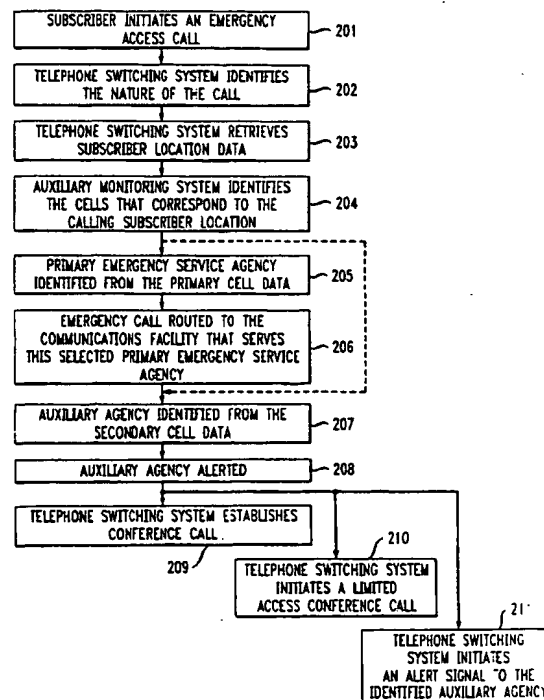 SUBSCRIBER INITIATES AN EMERGENCY
ACCESS CALL
201
TELEPHONE SWITCHING SYSTEM IDENTIFIES
THE NATURE OF THE CALL
202
TELEPHONE SWITCHING SYSTEM RETRIEVES
SUBSCRIBER LOCATION DATA
203
AUXILIARY MONITORING SYSTEM IDENTIFIES
THE CELLS THAT CORRESPOND TO THE
CALLING SUBSCRIBER LOCATION
204
PRIMARY EMERGENCY SERVICE AGENCY
IDENTIFIED FROM THE PRIMARY CELL DATA
205
EMERGENCY CALL ROUTED TO THE
COMMUNICATIONS FACILITY THAT SERVES
THIS SELECTED PRIMARY EMERGENCY SERVICE
AGENCY
206
AUXILIARY AGENCY IDENTIFIED FROM THE
SECONDARY CELL DATA
207
AUXILIARY AGENCY ALERTED
208
TELEPHONE SWITCHING SYSTEM ESTABLISHES
CONFERENCE CALL.
209
210
TELEPHONE SWITCHING SYSTEM
INITIATES A LIMITED
ACCESS CONFERENCE CALL
21
TELEPHONE SWITCHING
SYSTEM INITIATES
AN ALERT SIGNAL TO THE
IDENTIFIED AUXILIARY AGENCY